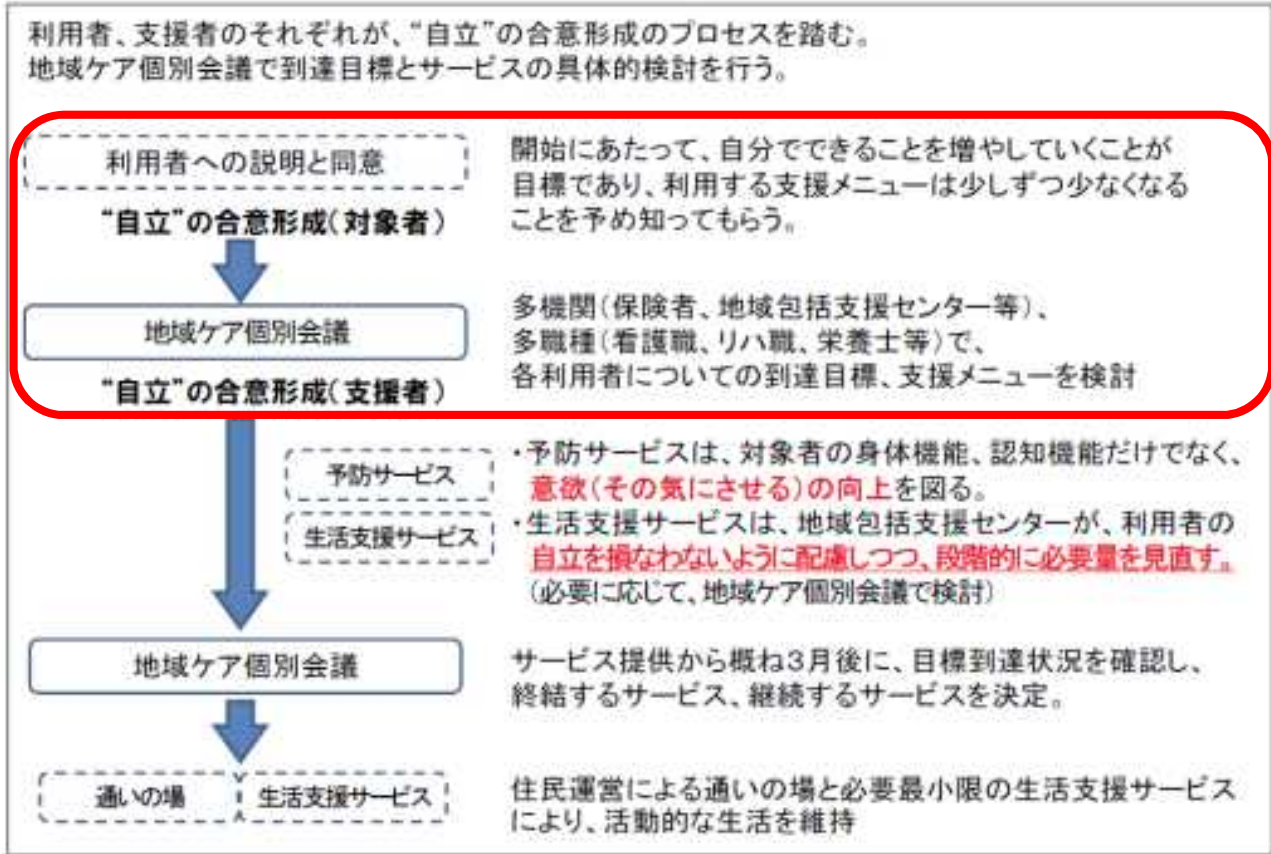 利用者、支援者のそれぞれが、“自立”の合意形成のプロセスを踏む。
地域ケア個別会議で到達目標とサービスの具体的検討を行う。
利用者への説明と同意
“自立”の合意形成(対象者)
開始にあたって、自分でできることを増やしていくことが
目標であり、利用する支援メニューは少しずつ少なくなる
ことを予め知ってもらう。
地域ケア個別会議
“自立”の合意形成(支援者)
多機関(保険者、地域包括支援センター等)、
多職種(看護職、リハ職、栄養士等)で、
各利用者についての到達目標、支援メニューを検討
予防サービス
生活支援サービス
・予防サービスは、対象者の身体機能、認知機能だけでなく、
意欲(その気にさせる)の向上を図る。
・生活支援サービスは、地域包括支援センターが、利用者の
自立を損なわないように配慮しつつ、段階的に必要量を見直す。
(必要に応じて、地域ケア個別会議で検討)
地域ケア個別会議
サービス提供から概ね3月後に、目標到達状況を確認し、
終結するサービス、継続するサービスを決定。
通いの場
生活支援サービス
住民運営による通いの場と必要最小限の生活支援サービス
により、活動的な生活を維持